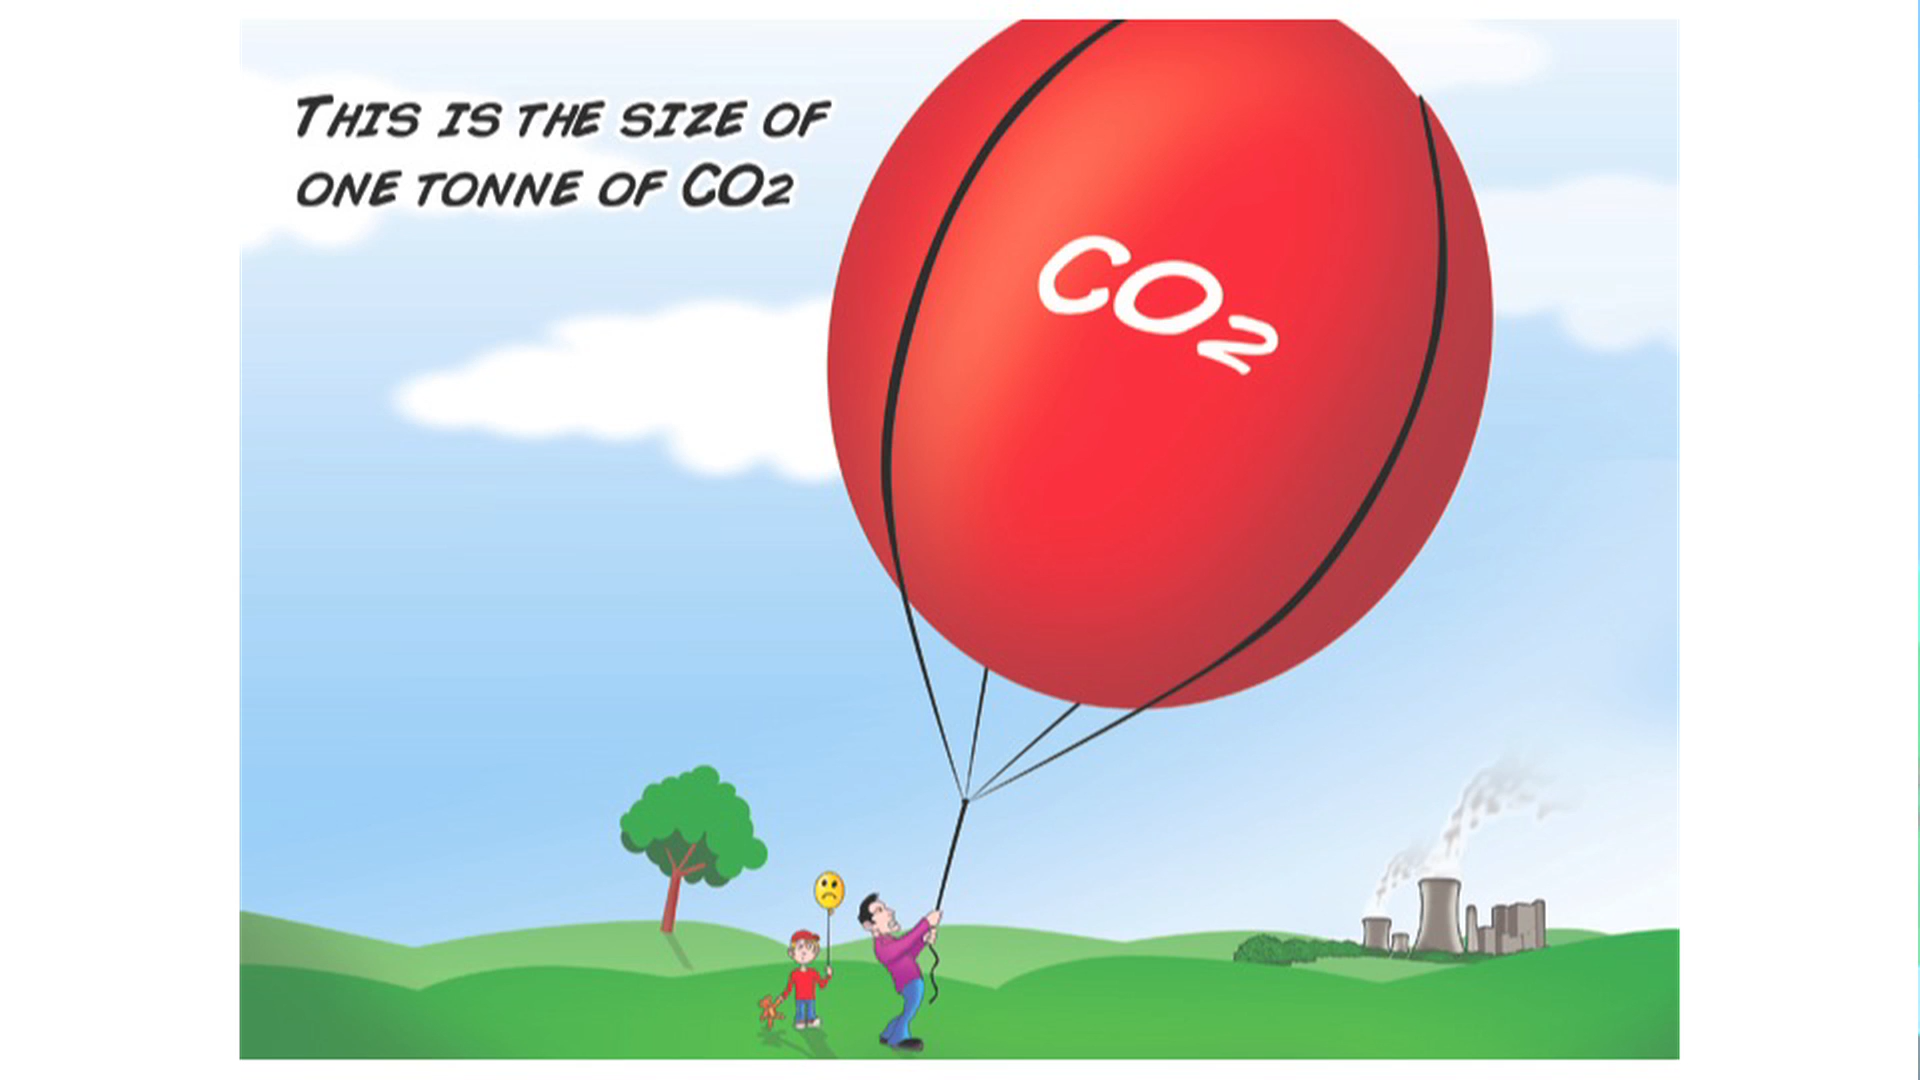 THIS IS THE SIZE OF
ONE TONNE OF CO2
CO2